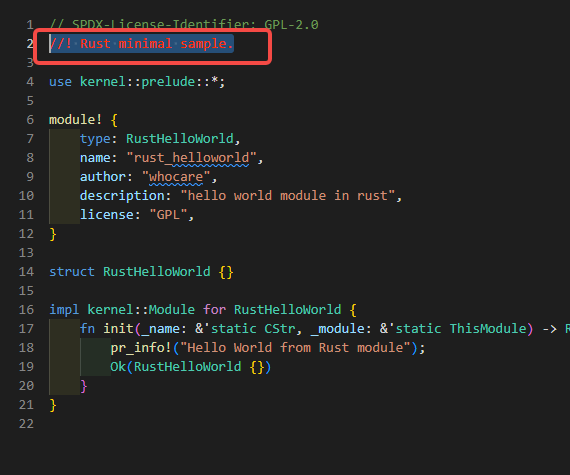 1 // SPDX-License-Identifier: GPL-2.0
2 //! Rust minimal sample.
3
4 use kernel::prelude::*;
5
6 module! {
7 type: RustHelloWorld,
8 name: "rust_helloworld",
9 author: "whocare",
10 description: "hello world module in rust",
11 license: "GPL",
12 }
13
14 struct RustHelloWorld {}
15
16 impl kernel::Module for RustHelloWorld {
17 fn init(_name: &'static CStr, _module: &'static ThisModule) -> R
18 pr_info!("Hello World from Rust module");
19 Ok(RustHelloWorld {})
20 }
21 }
22